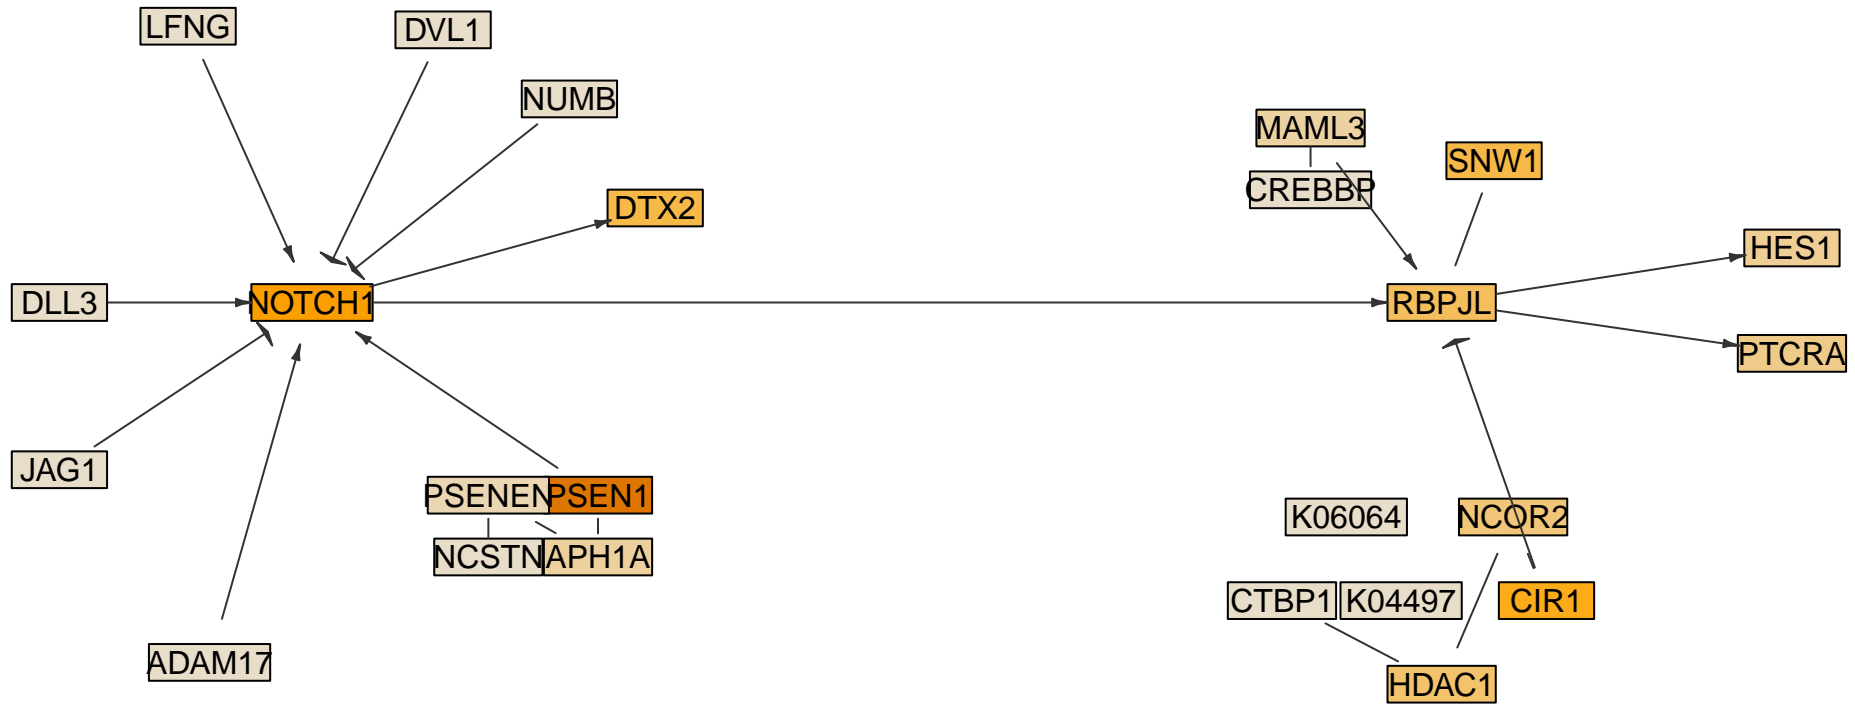 LFNG
DVL1
NUMB
MAML3
SNW1
CREBBP
DTX2
HES1
DLL3
NOTCH1
RBPJL
PTCRA
JAG1
PSENEN
PSEN1
K06064
NCOR2
NCSTN
APH1A
CTBP1
K04497
CIR1
ADAM17
HDAC1